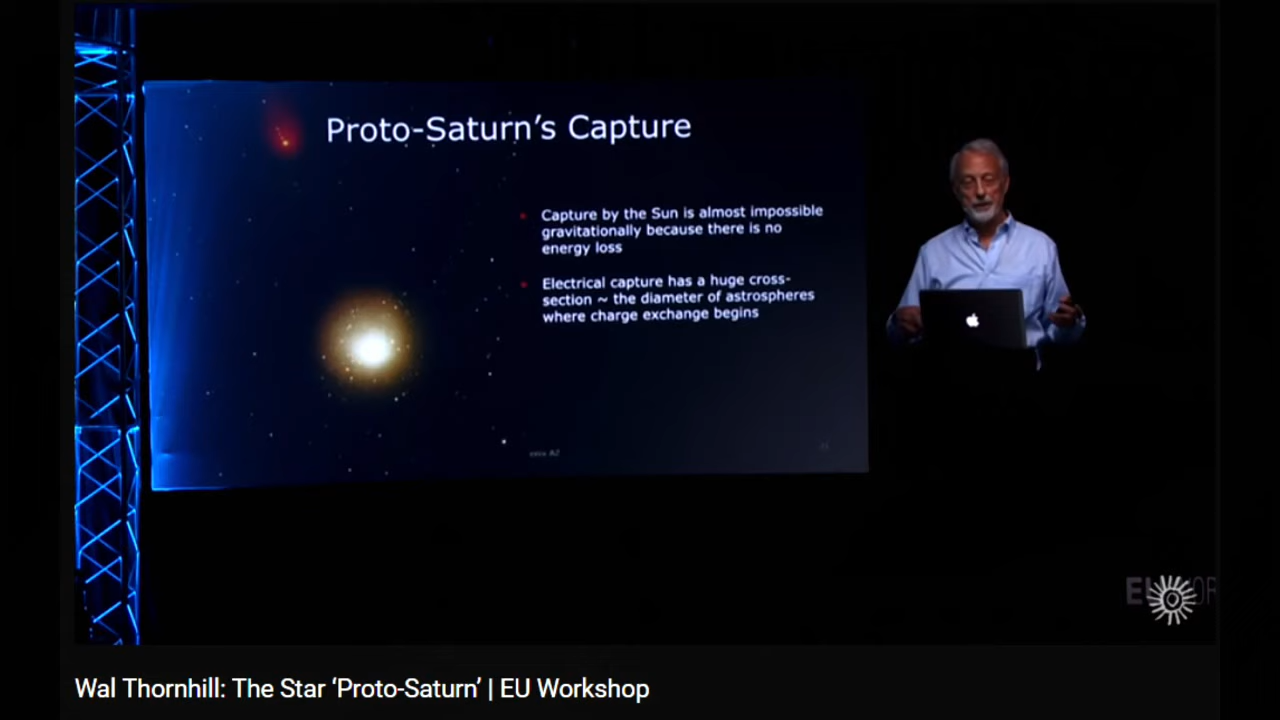 Proto-Saturn’s Capture
Capture by the Sun is almost impossible
gravitationally because there is no
energy loss
Electrical capture has a huge cross-
section ~ the diameter of astrospheres
where charge exchange begins
Wal Thornhill: The Star ‘Proto-Saturn’ | EU Workshop